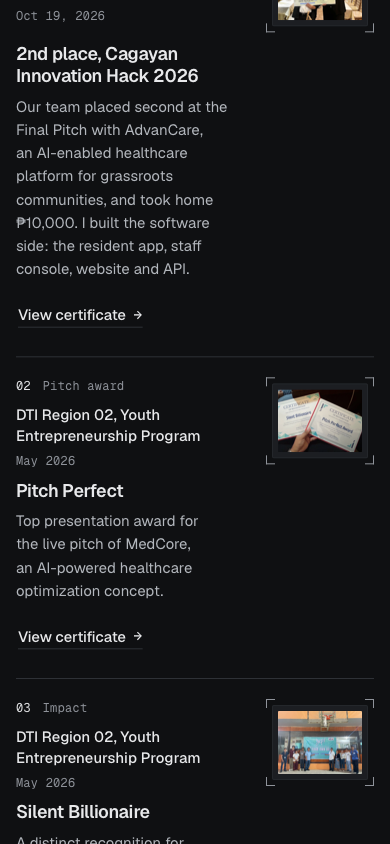 Oct 19, 2026
2nd place, Cagayan
Innovation Hack 2026
Our team placed second at the
Final Pitch with AdvanCare,
an AI-enabled healthcare
platform for grassroots
communities, and took home
₱10,000. I built the software
side: the resident app, staff
console, website and API.
View certificate →
02 Pitch award
DTI Region 02, Youth
Entrepreneurship Program
May 2026
Pitch Perfect
Top presentation award for
the live pitch of MedCore,
an AI-powered healthcare
optimization concept.
View certificate →
03 Impact
DTI Region 02, Youth
Entrepreneurship Program
May 2026
Silent Billionaire
A distinct recognition for